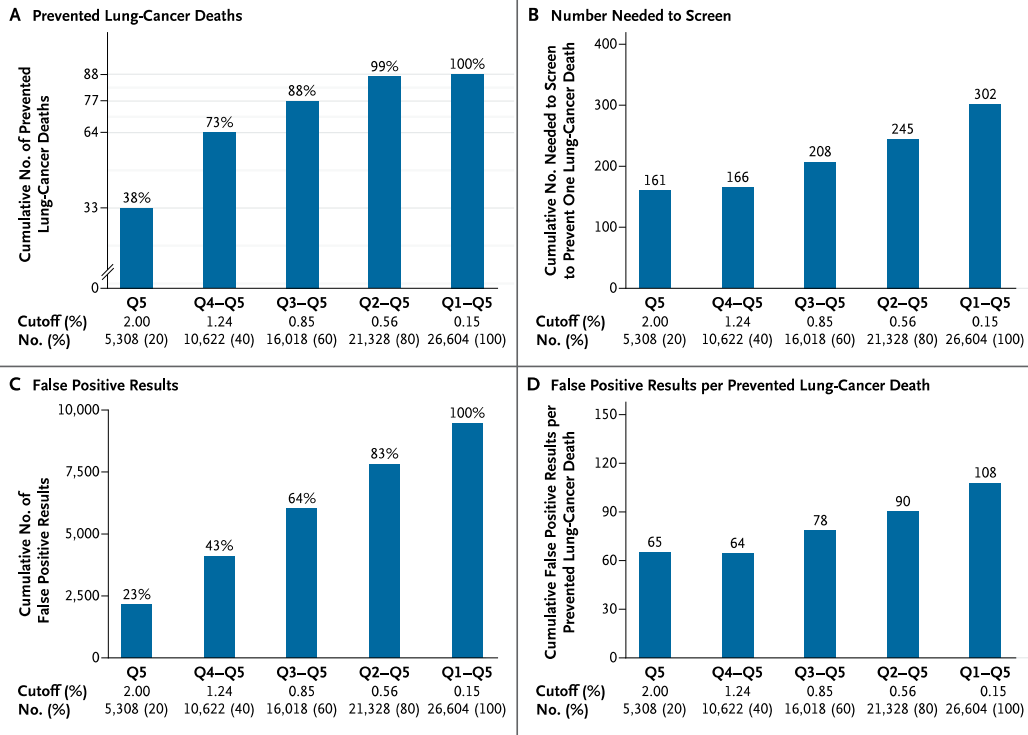 A Prevented Lung-Cancer Deaths
Cumulative No. of Prevented
Lung-Cancer Deaths
88
77
64
33
0
38%
73%
88%
99%
100%
Q5 Q4–Q5 Q3–Q5 Q2–Q5 Q1–Q5
Cutoff (%) 2.00 1.24 0.85 0.56 0.15
No. (%) 5,308 (20) 10,622 (40) 16,018 (60) 21,328 (80) 26,604 (100)
B Number Needed to Screen
Cumulative No. Needed to Screen
to Prevent One Lung-Cancer Death
400
300
200
100
0
161
166
208
245
302
Q5 Q4–Q5 Q3–Q5 Q2–Q5 Q1–Q5
Cutoff (%) 2.00 1.24 0.85 0.56 0.15
No. (%) 5,308 (20) 10,622 (40) 16,018 (60) 21,328 (80) 26,604 (100)
C False Positive Results
Cumulative No. of
False Positive Results
10,000
7,500
5,000
2,500
0
23%
43%
64%
83%
100%
Q5 Q4–Q5 Q3–Q5 Q2–Q5 Q1–Q5
Cutoff (%) 2.00 1.24 0.85 0.56 0.15
No. (%) 5,308 (20) 10,622 (40) 16,018 (60) 21,328 (80) 26,604 (100)
D False Positive Results per Prevented Lung-Cancer Death
Cumulative False Positive Results per
Prevented Lung-Cancer Death
150
120
90
60
30
0
65
64
78
90
108
Q5 Q4–Q5 Q3–Q5 Q2–Q5 Q1–Q5
Cutoff (%) 2.00 1.24 0.85 0.56 0.15
No. (%) 5,308 (20) 10,622 (40) 16,018 (60) 21,328 (80) 26,604 (100)